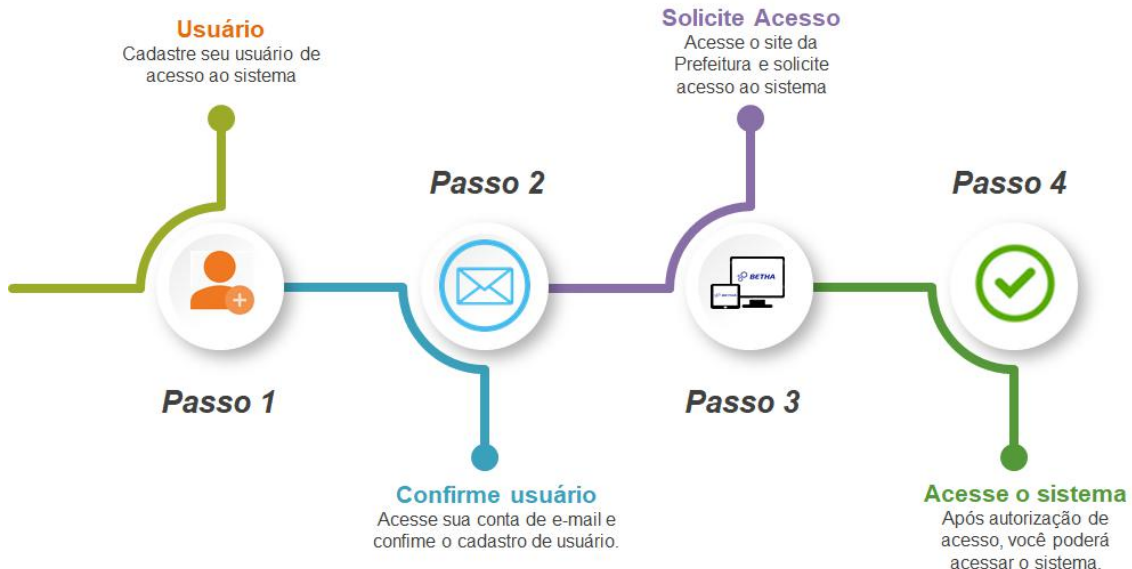 Usuário
Cadastre seu usuário de
acesso ao sistema
Passo 1
Passo 2
Confirme usuário
Acesse sua conta de e-mail e
confime o cadastro de usuário.
Solicite Acesso
Acesse o site da
Prefeitura e solicite
acesso ao sistema
BETHA
BETHA
Passo 3
Passo 4
Acesse o sistema
Após autorização de
acesso, você poderá
acessar o sistema.